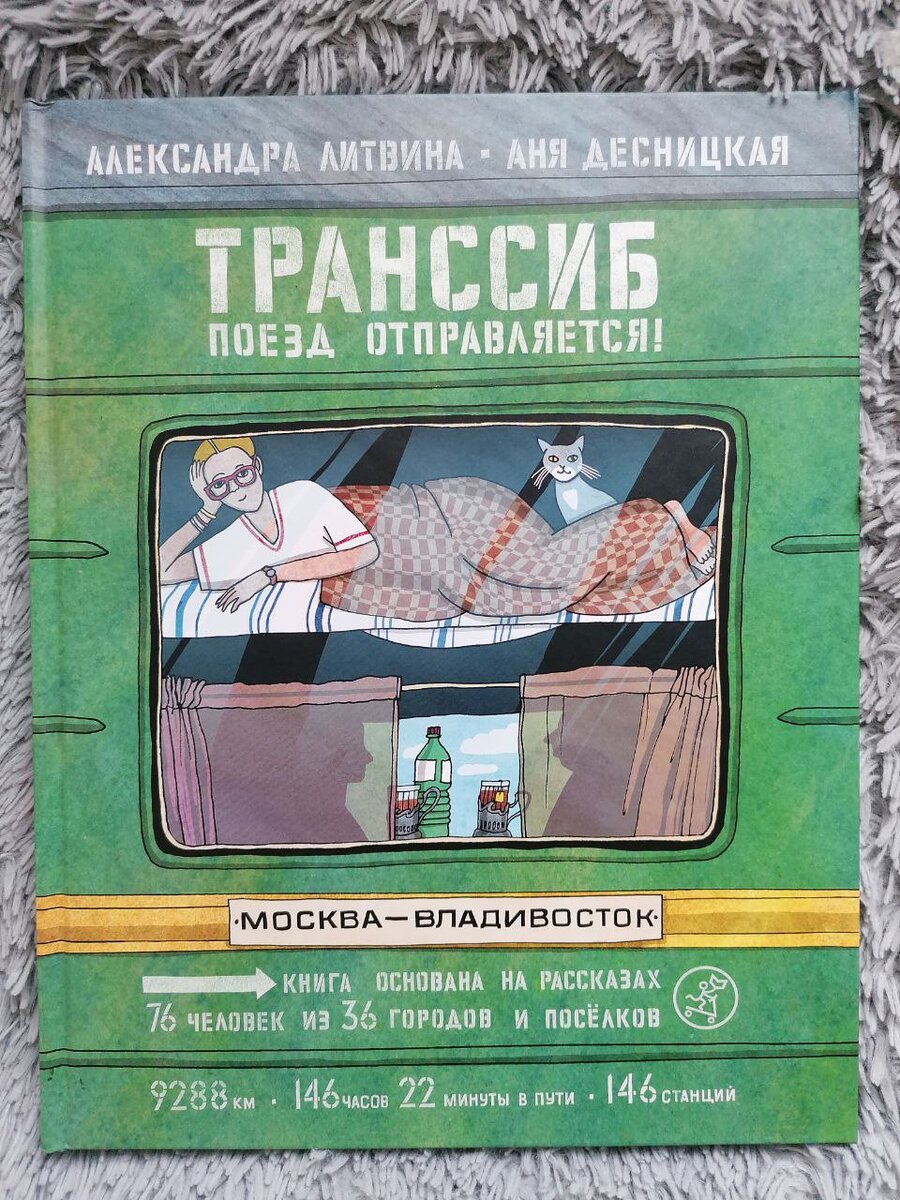 АЛЕКСАНДРА ЛИТВИНА · АНЯ ДЕСНИЦКАЯ
ТРАНССИБ
ПОЕЗД ОТПРАВЛЯЕТСЯ!
·МОСКВА—ВЛАДИВОСТОК·
КНИГА ОСНОВАНА НА РАССКАЗАХ
76 ЧЕЛОВЕК ИЗ 36 ГОРОДОВ И ПОСЁЛКОВ
9288 КМ · 146 ЧАСОВ 22 МИНУТЫ В ПУТИ · 146 СТАНЦИЙ